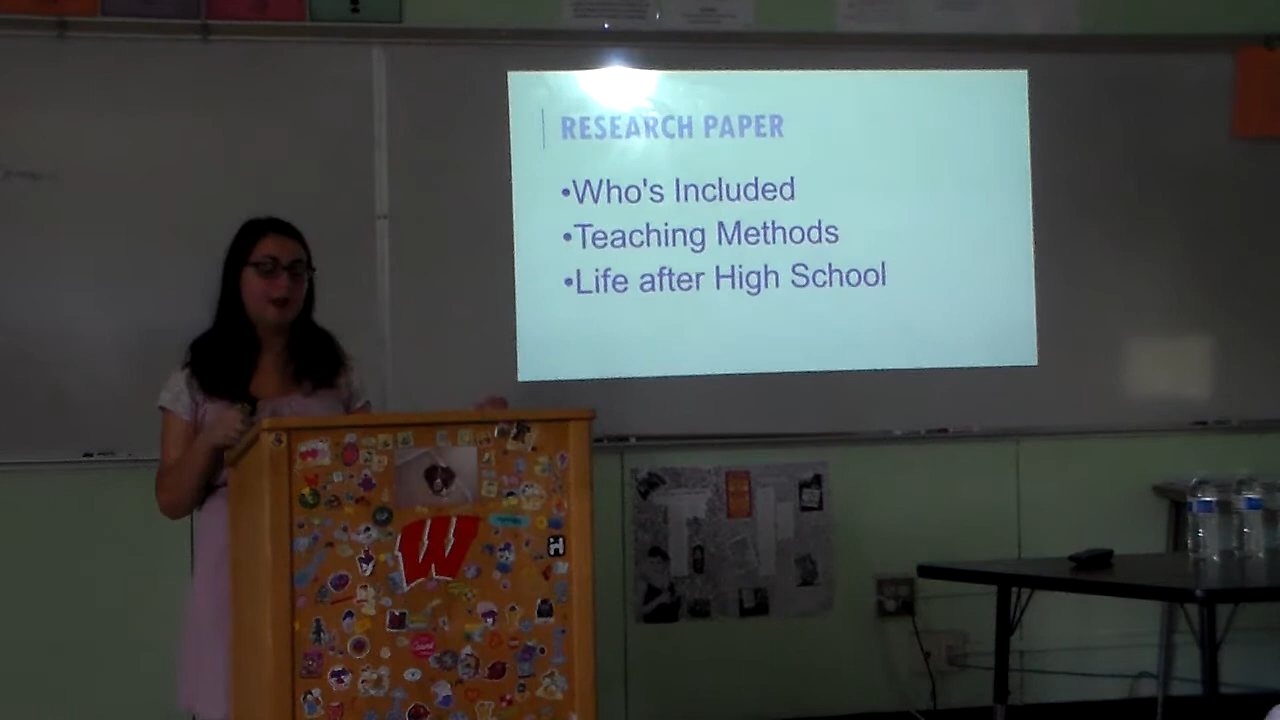 RESEARCH PAPER
•Who's Included
•Teaching Methods
•Life after High School
W